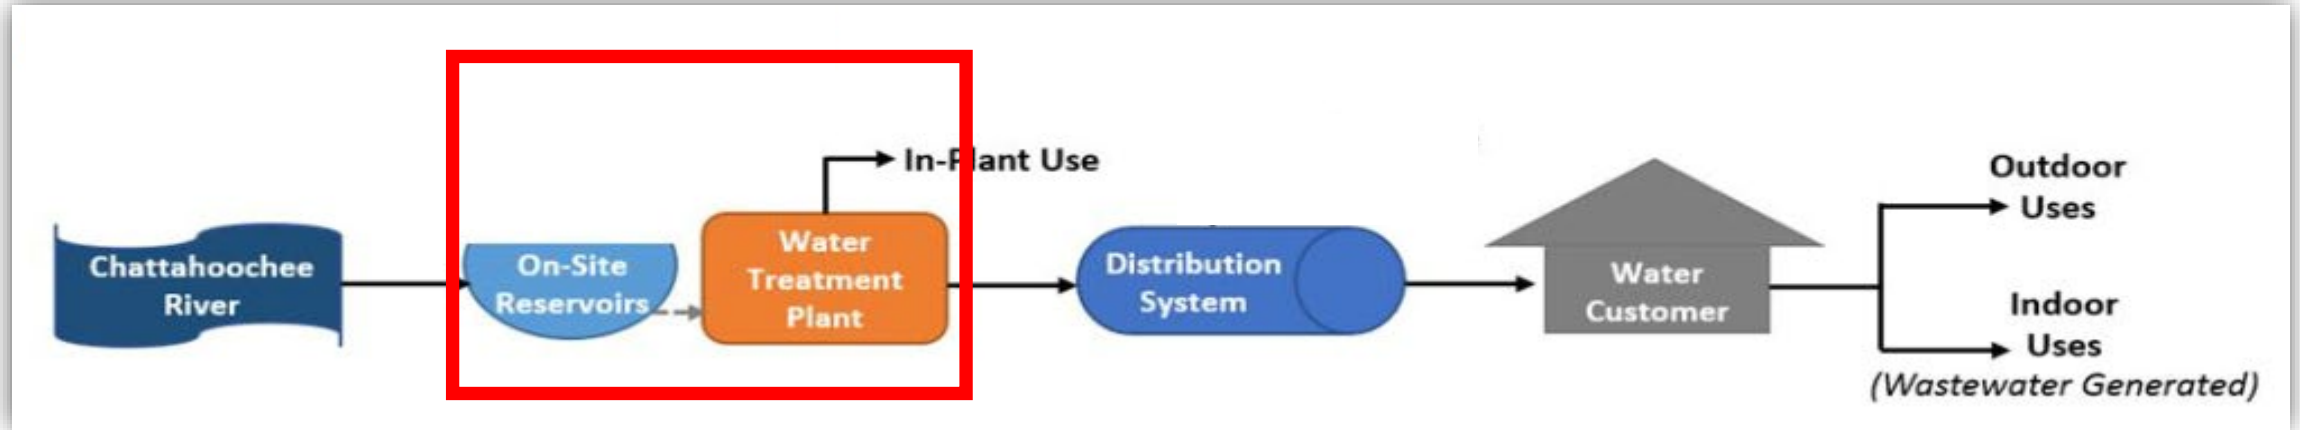 Chattahoochee
River
On-Site
Reservoirs
In-Plant Use
Water
Treatment
Plant
Distribution
System
Water
Customer
Outdoor
Uses
Indoor
Uses
(Wastewater Generated)